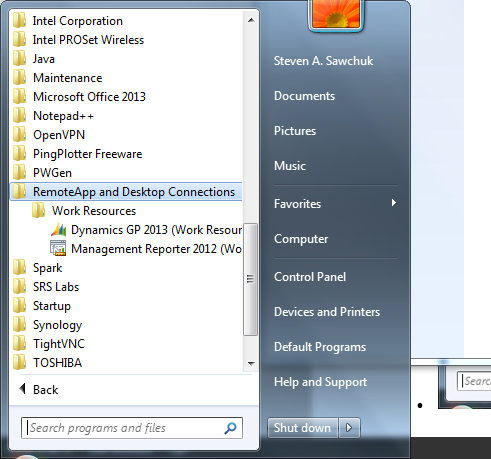 Intel Corporation
Intel PROSet Wireless
Java
Maintenance
Microsoft Office 2013
Notepad++
OpenVPN
PingPlotter Freeware
PWGen
RemoteApp and Desktop Connections
Work Resources
Dynamics GP 2013 (Work Resour
Management Reporter 2012 (Wo
Spark
SRS Labs
Startup
Synology
TightVNC
TOSHIBA
Back
Search programs and files
Steven A. Sawchuk
Documents
Pictures
Music
Favorites
Computer
Control Panel
Devices and Printers
Default Programs
Help and Support
Shut down
Searc